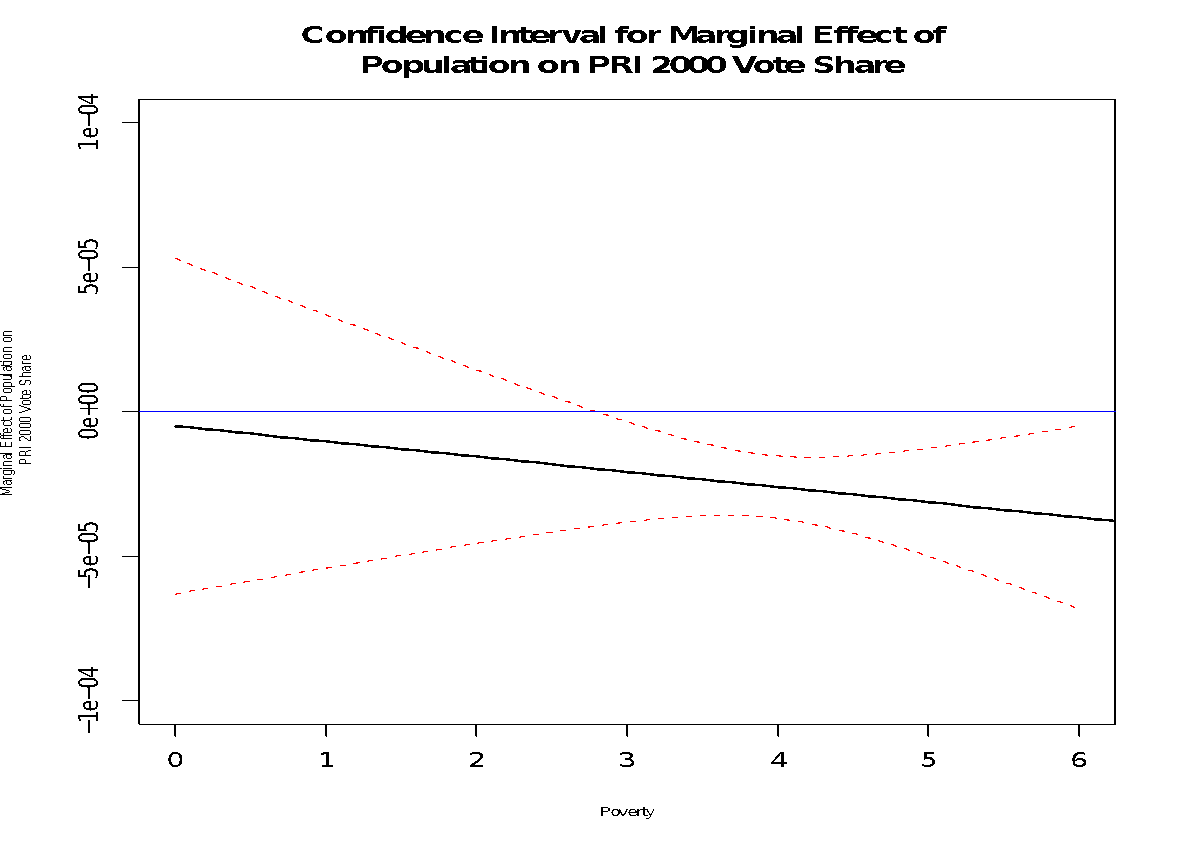 Confidence Interval for Marginal Effect of
Population on PRI 2000 Vote Share
Marginal Effect of Population on
PRI 2000 Vote Share
1e−04
5e−05
0e+00
−5e−05
−1e−04
0 1 2 3 4 5 6
Poverty